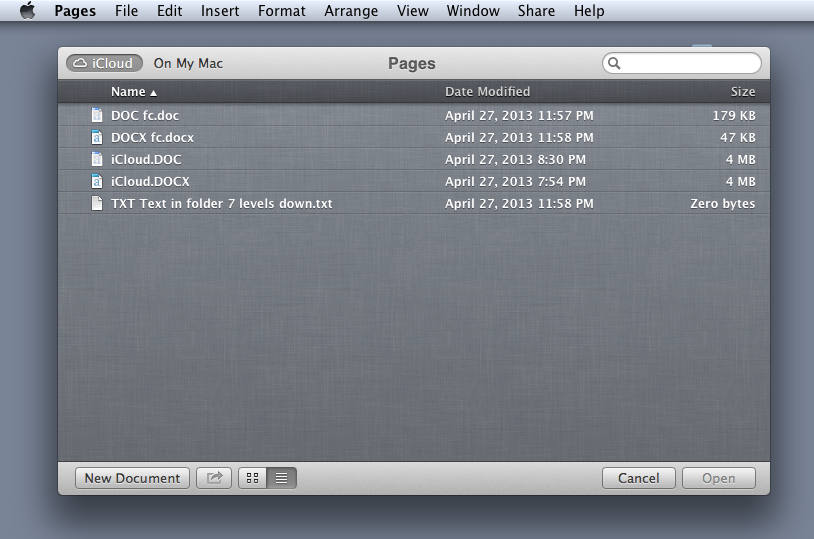 Pages File Edit Insert Format Arrange View Window Share Help
iCloud On My Mac Pages
Name ▲ Date Modified Size
DOC fc.doc April 27, 2013 11:57 PM 179 KB
DOCX fc.docx April 27, 2013 11:58 PM 47 KB
iCloud.DOC April 27, 2013 8:30 PM 4 MB
iCloud.DOCX April 27, 2013 7:54 PM 4 MB
TXT Text in folder 7 levels down.txt April 27, 2013 11:58 PM Zero bytes
New Document Cancel Open